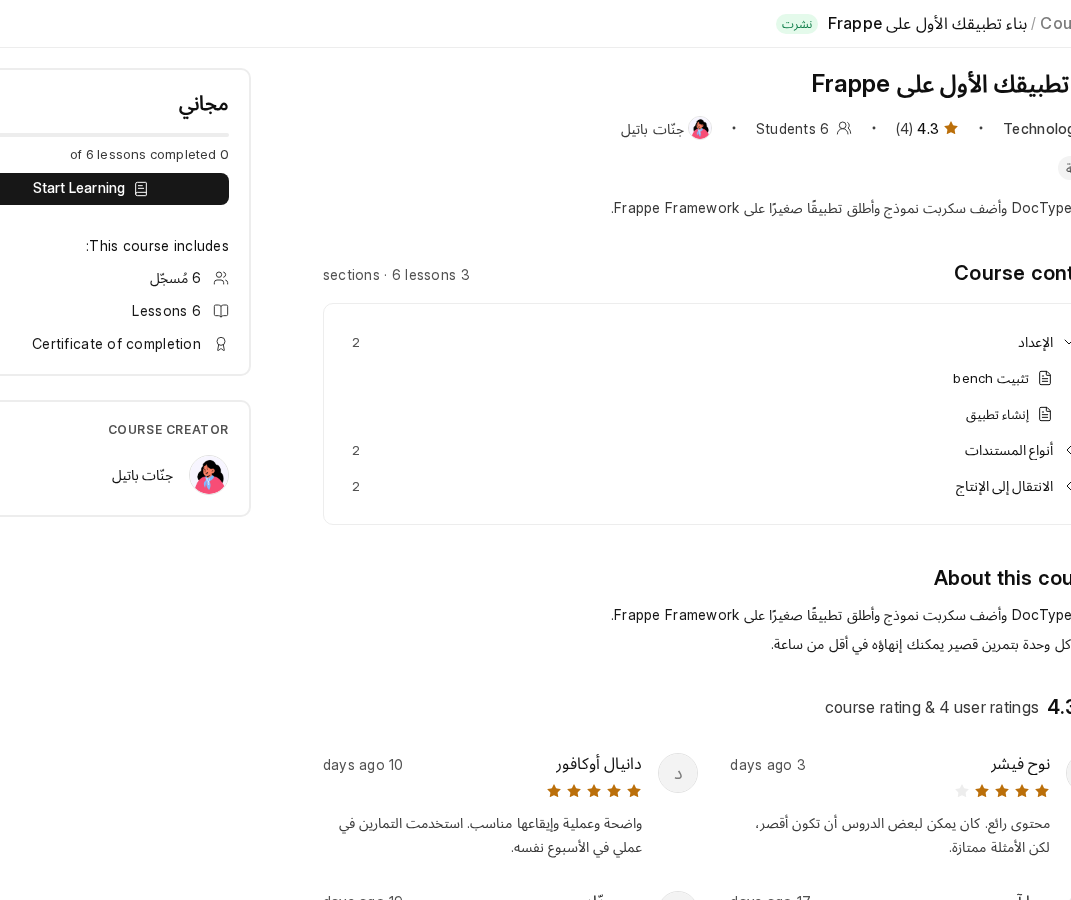 Cou / بناء تطبيقك الأول على Frappe نشرت
تطبيقك الأول على Frappe
Technolog • 4.3 (4) • 6 Students • جنّات باتيل
DocType وأضف سكربت نموذج وأطلق تطبيقًا صغيرًا على Frappe Framework.
Course cont
3 sections · 6 lessons
الإعداد 2
تثبيت bench
إنشاء تطبيق
أنواع المستندات 2
الانتقال إلى الإنتاج 2
About this cou
DocType وأضف سكربت نموذج وأطلق تطبيقًا صغيرًا على Frappe Framework.
كل وحدة بتمرين قصير يمكنك إنهاؤه في أقل من ساعة.
4.3 course rating & 4 user ratings
نوح فيشر 3 days ago
محتوى رائع. كان يمكن لبعض الدروس أن تكون أقصر،
لكن الأمثلة ممتازة.
د دانيال أوكافور 10 days ago
واضحة وعملية وإيقاعها مناسب. استخدمت التمارين في
عملي في الأسبوع نفسه.
17 days ago
19 days ago
مجاني
0 of 6 lessons completed
Start Learning
This course includes:
6 مُسجّل
6 Lessons
Certificate of completion
COURSE CREATOR
جنّات باتيل